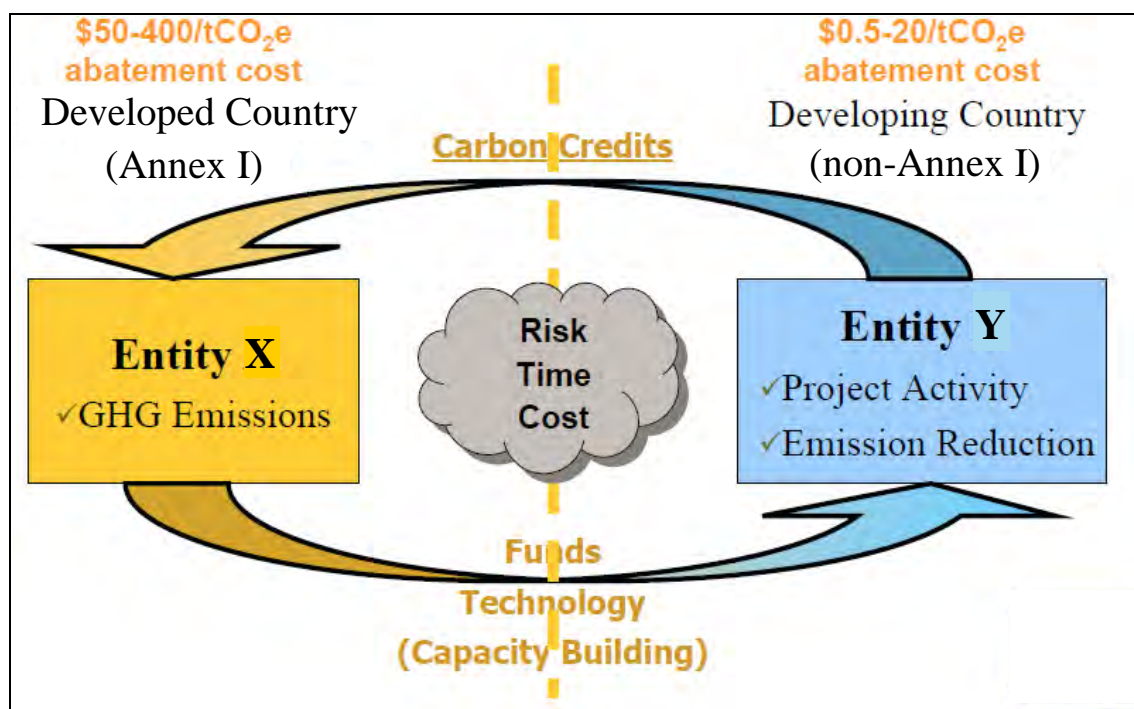 $50-400/tCO₂e
abatement cost
Developed Country
(Annex I)
$0.5-20/tCO₂e
abatement cost
Developing Country
(non-Annex I)
Carbon Credits
Entity X
✓GHG Emissions
Risk
Time
Cost
Entity Y
✓Project Activity
✓Emission Reduction
Funds
Technology
(Capacity Building)